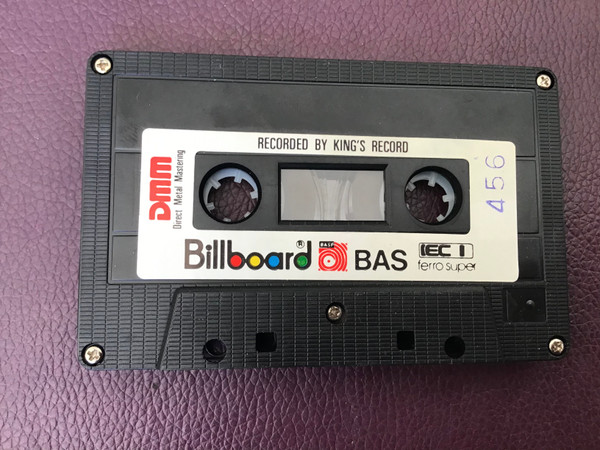 RECORDED BY KING'S RECORD
DMM
Direct Metal Mastering
456
Billboard®
BASF
BAS
IEC I
ferro super